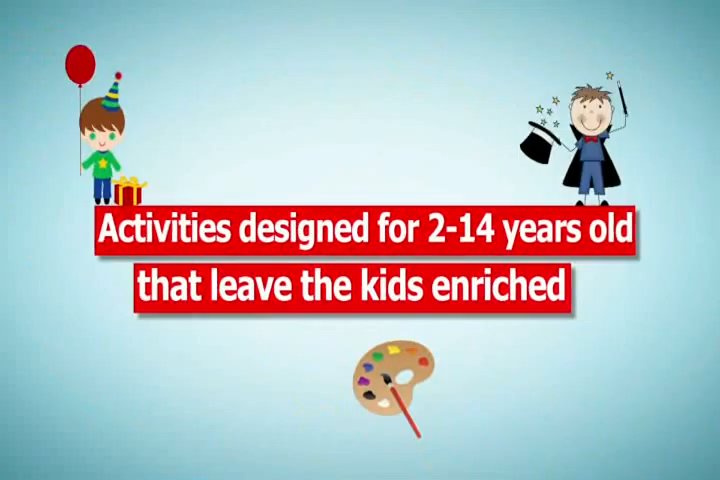 Activities designed for 2-14 years old
that leave the kids enriched